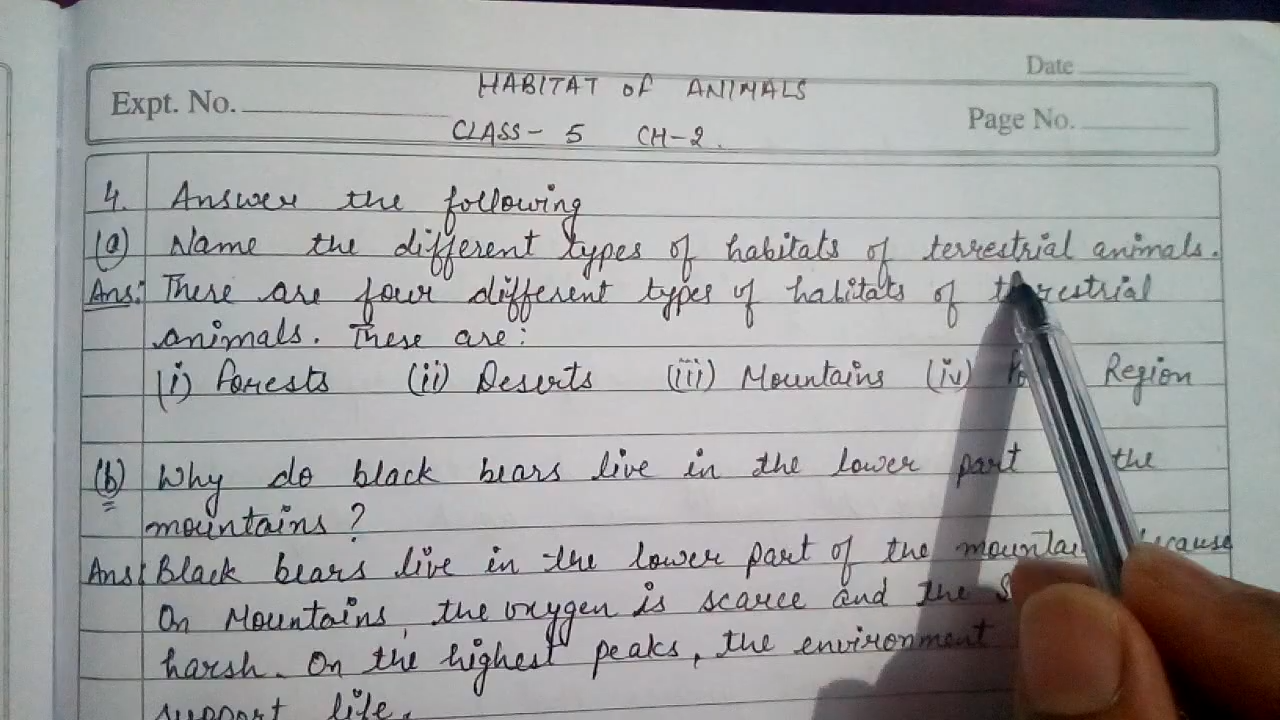 Date
HABITAT OF ANIMALS
Expt. No.
Page No.
CLASS- 5 CH-2.
4. Answer the following
(a) Name the different types of habitats of terrestrial animals.
Ans: There are four different types of habitats of terrestrial
animals. These are:
(i) Forests (ii) Deserts (iii) Mountains (iv) Region
(b) Why do black bears live in the lower part the
mountains?
Ans: Black bears live in the lower part of the because
On Mountains, the oxygen is scarce and the
harsh. On the highest peaks, the environment
support life.